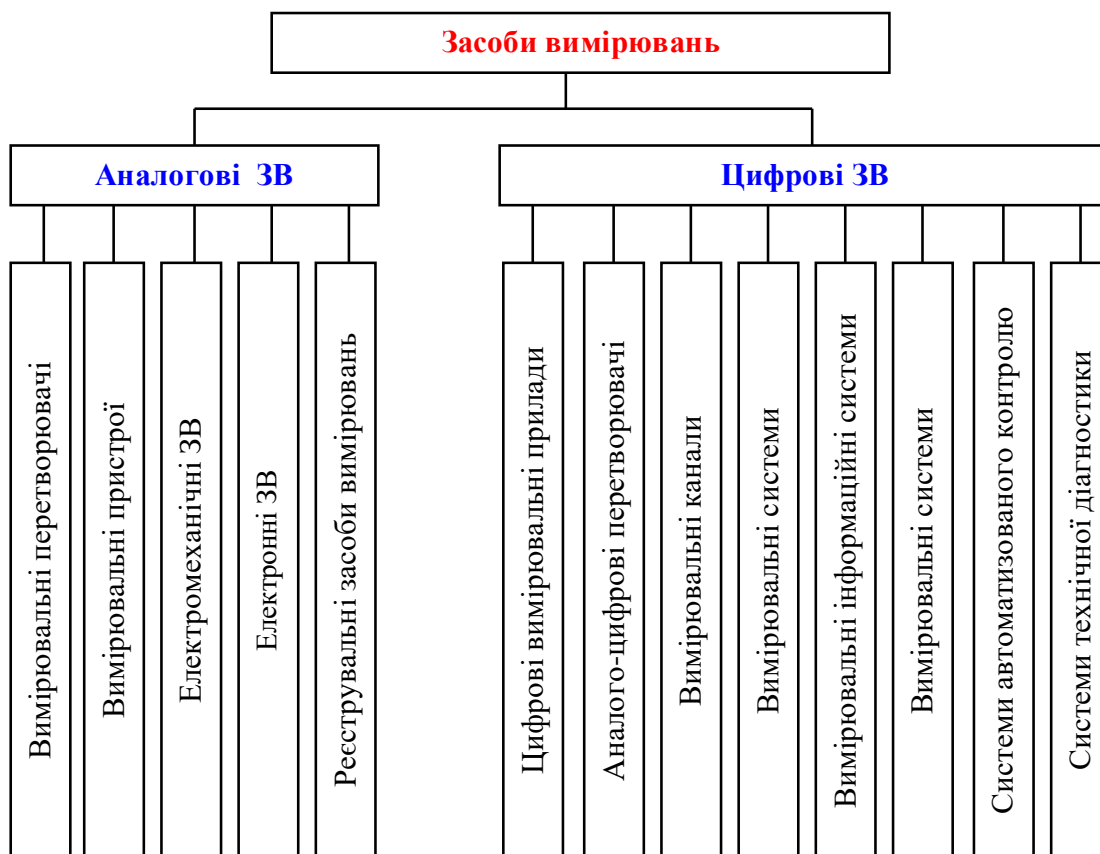 Засоби вимірювань
Аналогові ЗВ
Цифрові ЗВ
Вимірювальні перетворювачі
Вимірювальні пристрої
Електромеханічні ЗВ
Електронні ЗВ
Реєструвальні засоби вимірювань
Цифрові вимірювальні прилади
Аналого-цифрові перетворювачі
Вимірювальні канали
Вимірювальні системи
Вимірювальні інформаційні системи
Вимірювальні системи
Системи автоматизованого контролю
Системи технічної діагностики